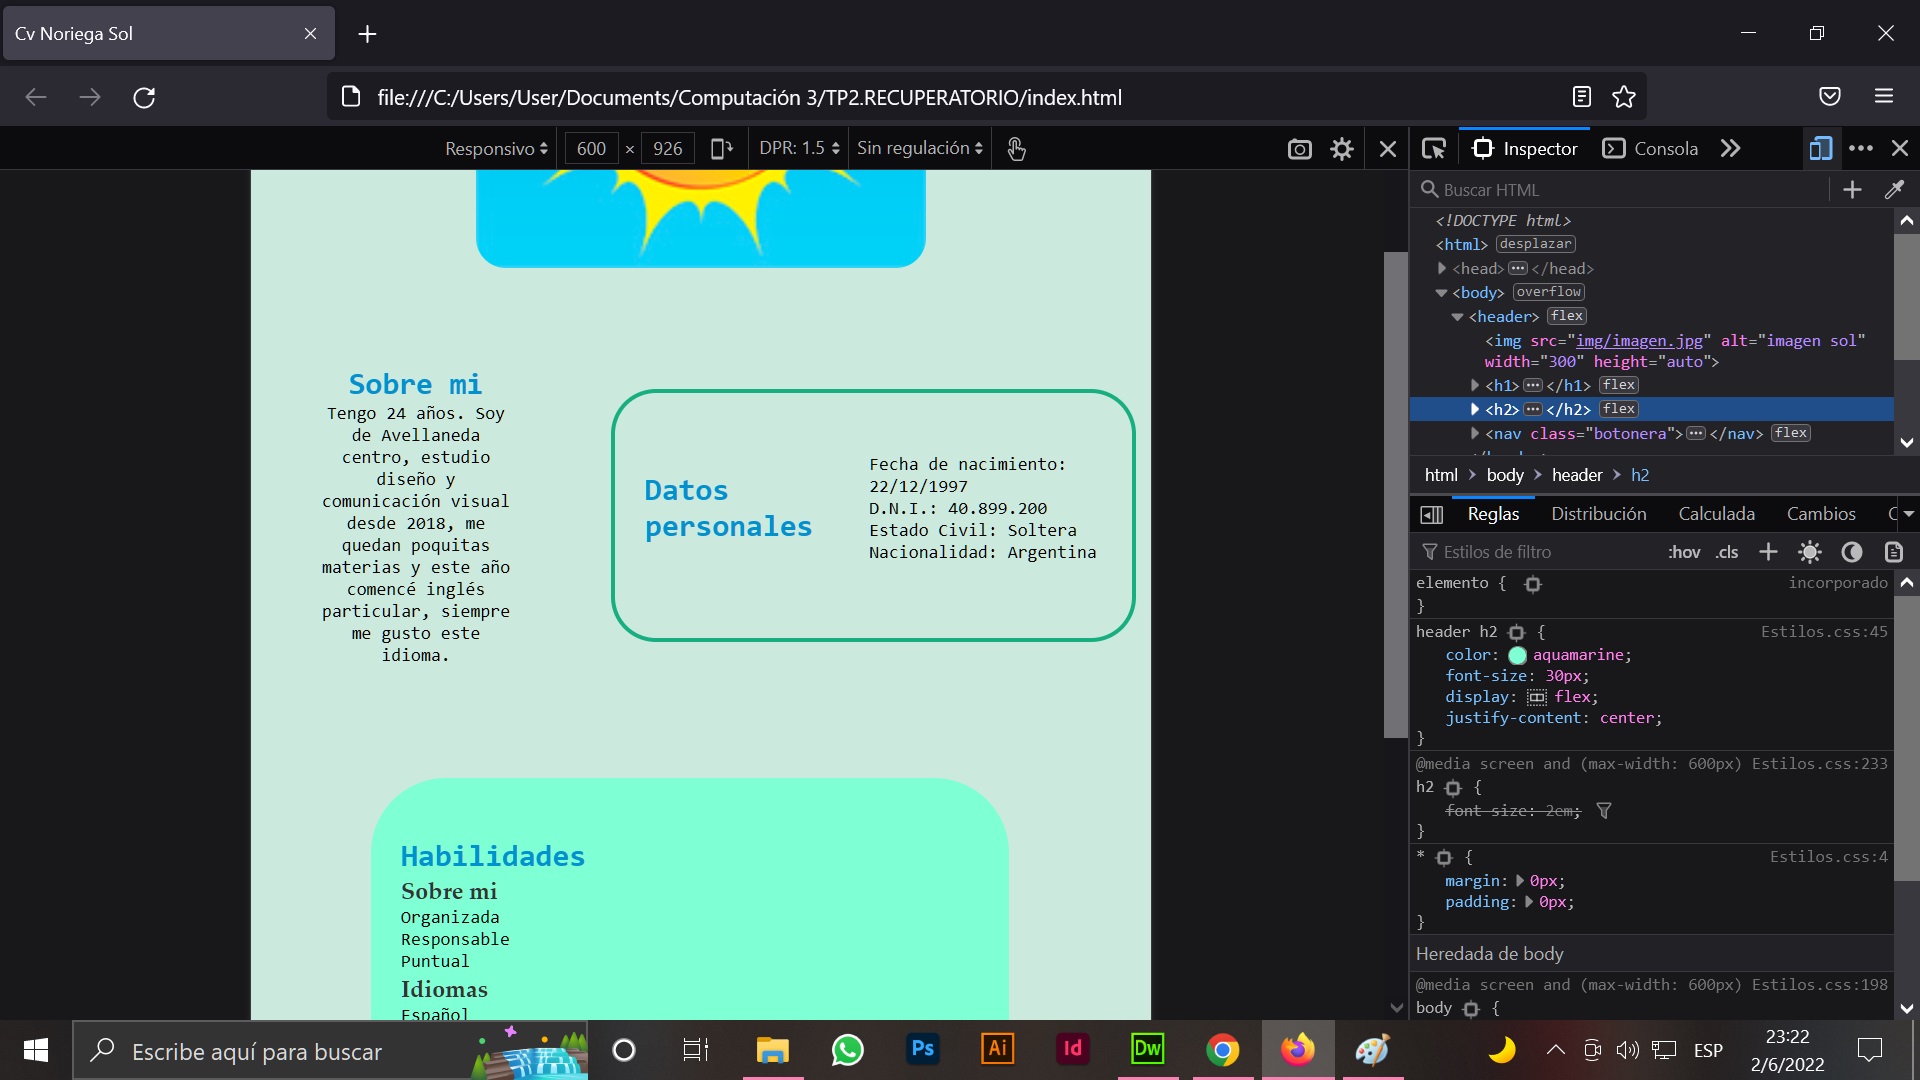 Cv Noriega Sol
file:///C:/Users/User/Documents/Computación 3/TP2.RECUPERATORIO/index.html
Responsivo 600 × 926 DPR: 1.5 Sin regulación
Inspector Consola
Buscar HTML
<!DOCTYPE html>
<html> desplazar
<head> ••• </head>
<body> overflow
<header> flex
<img src="img/imagen.jpg" alt="imagen sol"
width="300" height="auto">
<h1> ••• </h1> flex
<h2> ••• </h2> flex
<nav class="botonera"> ••• </nav> flex
html > body > header > h2
Reglas Distribución Calculada Cambios
Estilos de filtro :hov .cls
elemento { incorporado
}
header h2 { Estilos.css:45
color: aquamarine;
font-size: 30px;
display: flex;
justify-content: center;
}
@media screen and (max-width: 600px) Estilos.css:233
h2 {
font-size: 2em;
}
* { Estilos.css:4
margin: 0px;
padding: 0px;
}
Heredada de body
@media screen and (max-width: 600px) Estilos.css:198
body {
Sobre mi
Tengo 24 años. Soy
de Avellaneda
centro, estudio
diseño y
comunicación visual
desde 2018, me
quedan poquitas
materias y este año
comencé inglés
particular, siempre
me gusto este
idioma.
Datos
personales
Fecha de nacimiento:
22/12/1997
D.N.I.: 40.899.200
Estado Civil: Soltera
Nacionalidad: Argentina
Habilidades
Sobre mi
Organizada
Responsable
Puntual
Idiomas
Español
Escribe aquí para buscar
Ps
Ai
Id
Dw
ESP
23:22
2/6/2022